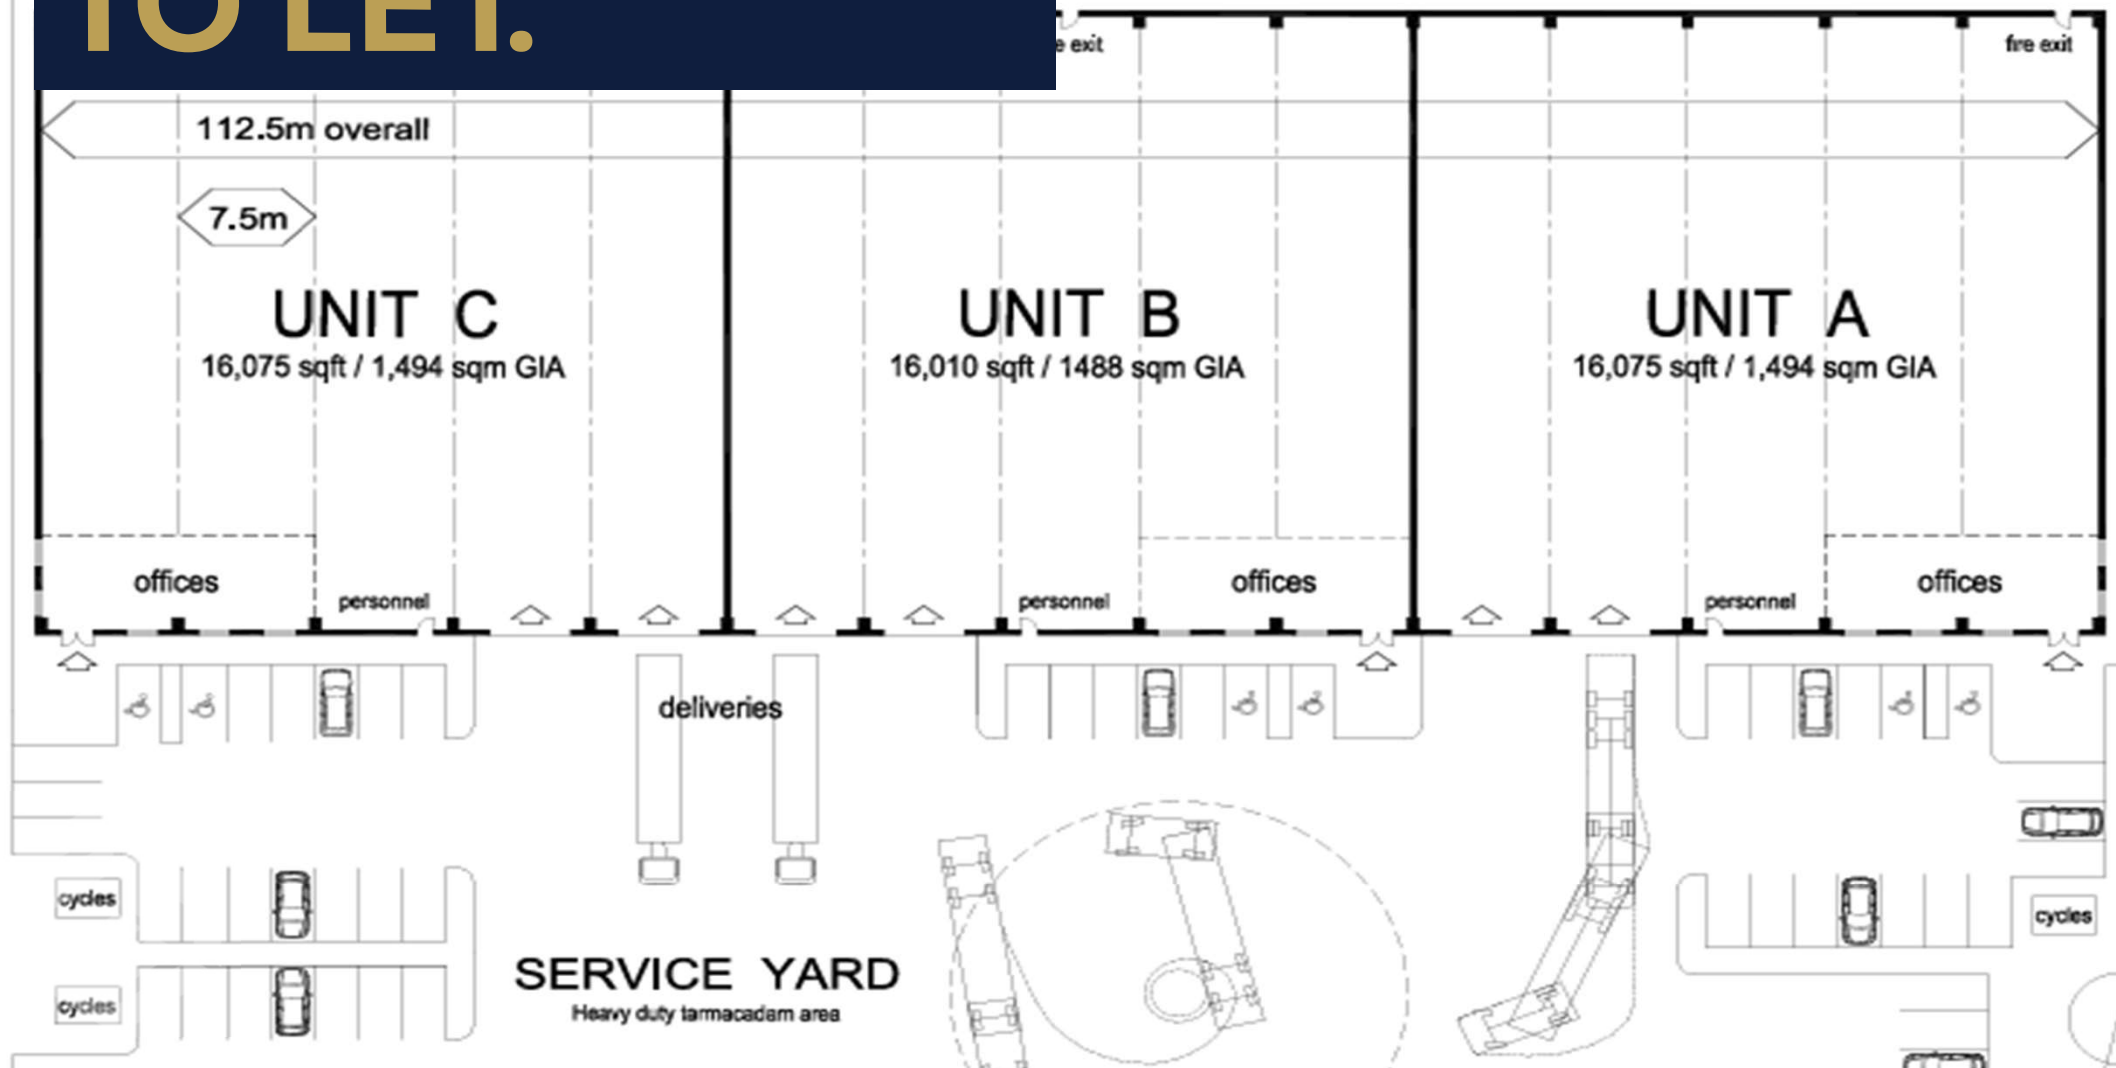 TO LET.
exit
fire exit
112.5m overall
7.5m
UNIT C
16,075 sqft / 1,494 sqm GIA
UNIT B
16,010 sqft / 1488 sqm GIA
UNIT A
16,075 sqft / 1,494 sqm GIA
offices
personnel
personnel
offices
personnel
offices
deliveries
cycles
cycles
cycles
SERVICE YARD
Heavy duty tarmacadam area